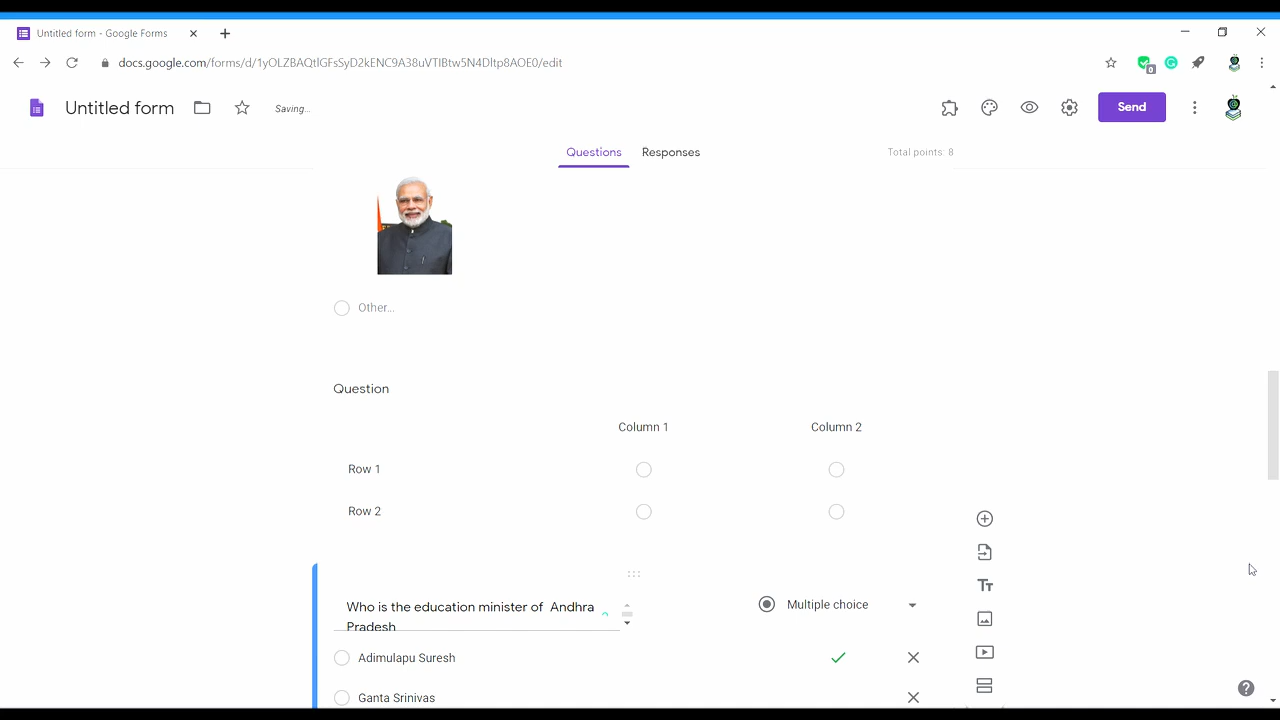 Untitled form - Google Forms
docs.google.com/forms/d/1yOLZBAQtlGFsSyD2kENC9A38uVTlBtw5N4Dltp8AOE0/edit
0
Untitled form
Saving...
Send
Questions
Responses
Total points: 8
Other...
Question
Column 1
Column 2
Row 1
Row 2
Who is the education minister of Andhra
Pradesh
Multiple choice
Adimulapu Suresh
Ganta Srinivas